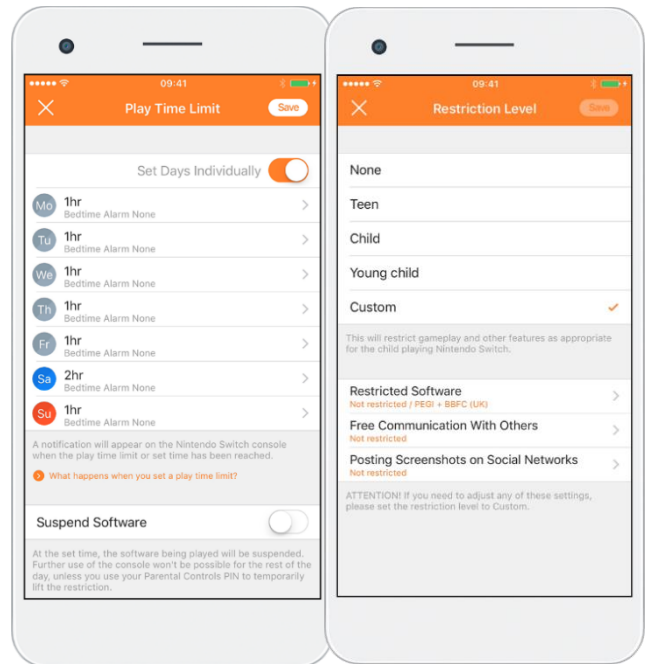 09:41
Play Time Limit
Save
Set Days Individually
Mo 1hr
Bedtime Alarm None
Tu 1hr
Bedtime Alarm None
We 1hr
Bedtime Alarm None
Th 1hr
Bedtime Alarm None
Fr 1hr
Bedtime Alarm None
Sa 2hr
Bedtime Alarm None
Su 1hr
Bedtime Alarm None
A notification will appear on the Nintendo Switch console
when the play time limit or set time has been reached.
What happens when you set a play time limit?
Suspend Software
At the set time, the software being played will be suspended.
Further use of the console won't be possible for the rest of the
day, unless you use your Parental Controls PIN to temporarily
lift the restriction.
09:41
Restriction Level
Save
None
Teen
Child
Young child
Custom
This will restrict gameplay and other features as appropriate
for the child playing Nintendo Switch.
Restricted Software
Not restricted / PEGI + BBFC (UK)
Free Communication With Others
Not restricted
Posting Screenshots on Social Networks
Not restricted
ATTENTION! If you need to adjust any of these settings,
please set the restriction level to Custom.